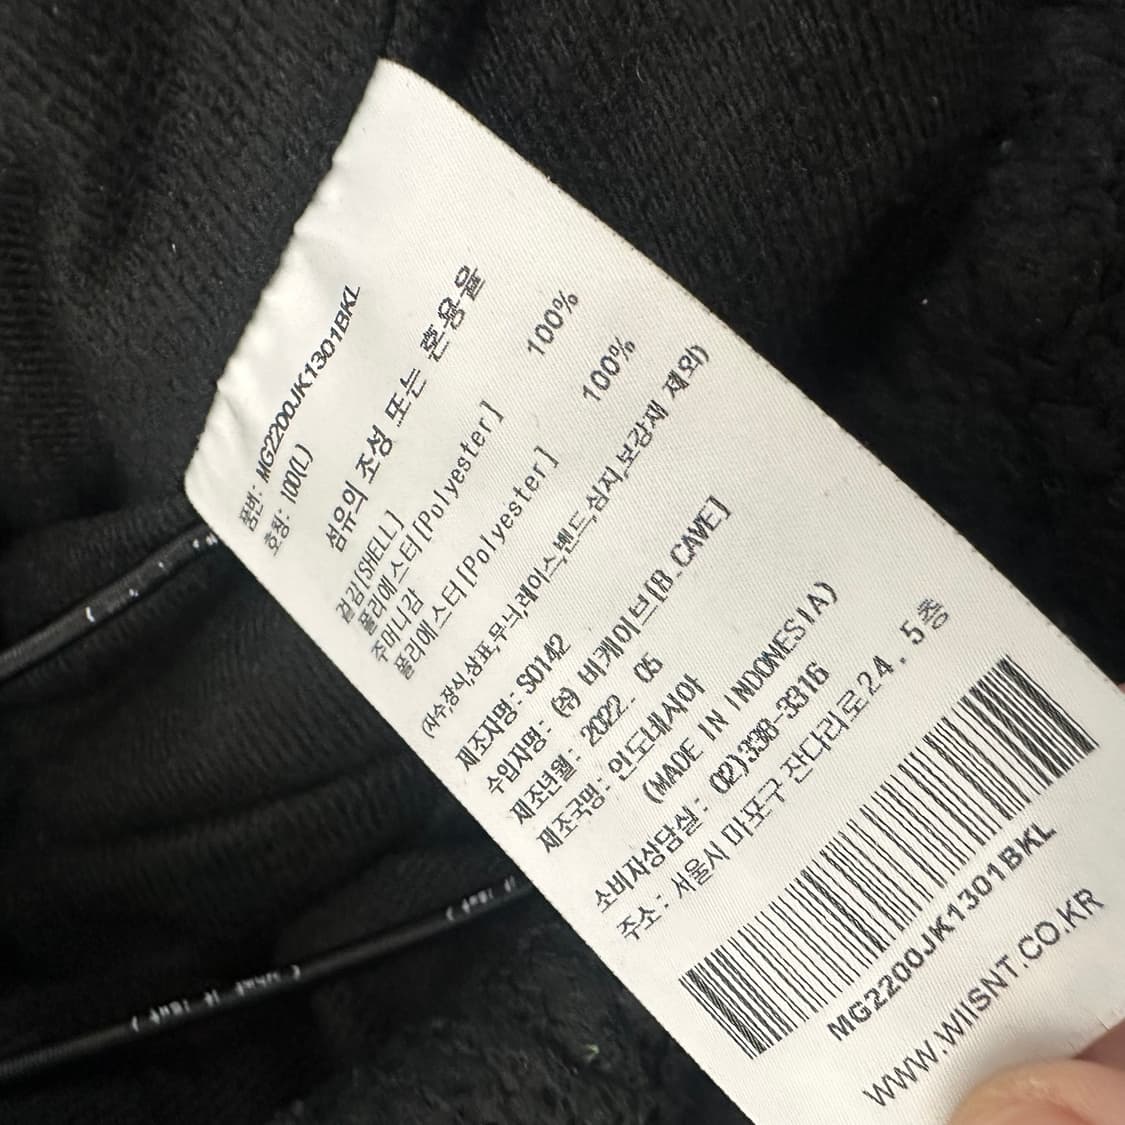 품번: MG2200JK1301BKL
호칭: 100(L)
섬유의 조성 또는 혼용율
겉감[SHELL]
폴리에스터[Polyester] 100%
주머니감
폴리에스터[Polyester] 100%
(자수,장식,상표,무늬,레이스,밴드,심지,보강재 제외)
제조자명: S0142
수입자명: (주) 비케이브[B.CAVE]
제조년월: 2022. 05
제조국명: 인도네시아
(MADE IN INDONESIA)
소비자상담실: 02)338-3316
주소: 서울시 마포구 잔다리로24. 5층
MG2200JK1301BKL
WWW.WIISNT.CO.KR
( what it isnt )